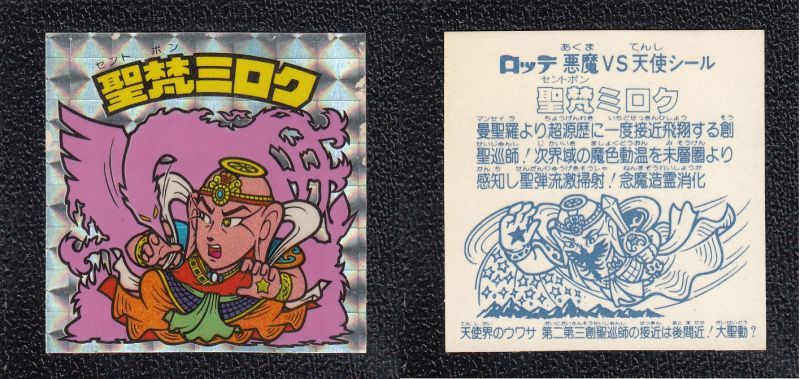 セント ボン
聖梵ミロク
あくま てんし
ロッテ 悪魔VS天使シール
セントボン
聖梵ミロク
マンセイラ ちょうげんれき いちどせっきんひしょう そう
曼聖羅より超源歴に一度接近飛翔する創
せいじゅんし じかいいき ましょくどうおん みそうけん
聖巡師!次界域の魔色動温を未層圏より
かんち せいだんりゅうげきそうしゃ ねんまぞうれいしょうか
感知し聖弾流激掃射!念魔造霊消化
てんしかい だいにだいさんそうせいじゅんし せっきん あとまぢか だいせいどう
天使界のウワサ 第二第三創聖巡師の接近は後間近!大聖動?